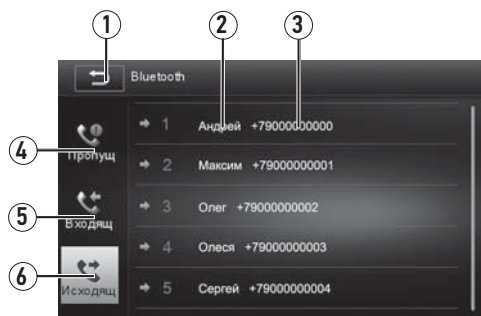 1 2 3
Bluetooth
1 Андрей +79000000000
4
Пропущ
2 Максим +79000000001
3 Олег +79000000002
5
Входящ
4 Олеся +79000000003
6
Исходящ
5 Сергей +79000000004